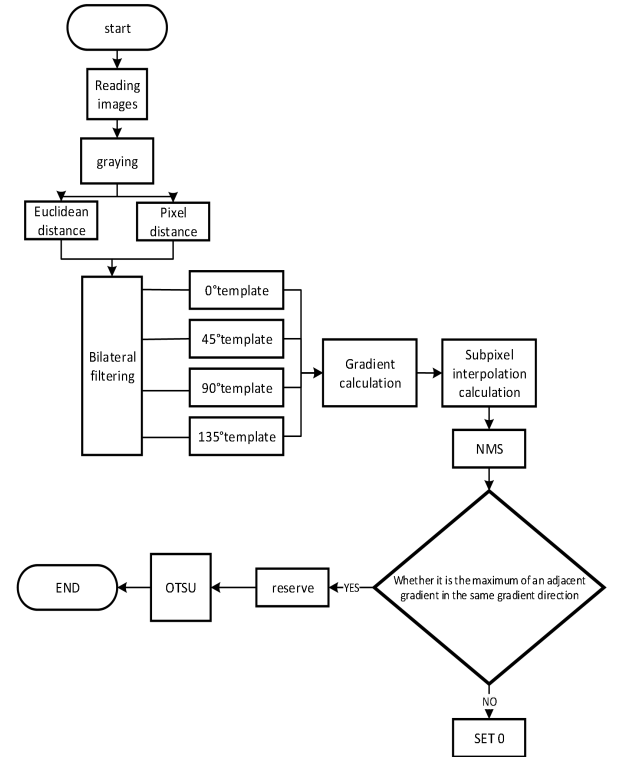 start
Reading
images
graying
Euclidean
distance
Pixel
distance
Bilateral
filtering
0°template
45°template
90°template
135°template
Gradient
calculation
Subpixel
interpolation
calculation
NMS
Whether it is the maximum of an adjacent
gradient in the same gradient direction
YES
reserve
OTSU
END
NO
SET 0